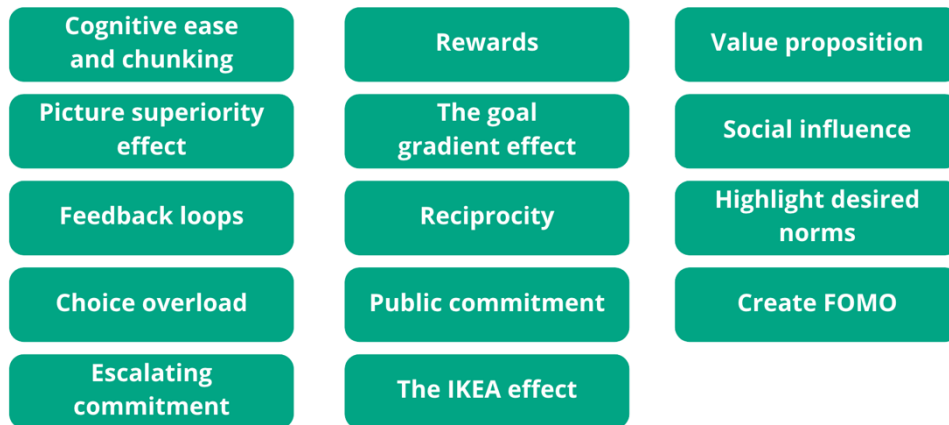 Cognitive ease
and chunking
Rewards
Value proposition
Picture superiority
effect
The goal
gradient effect
Social influence
Feedback loops
Reciprocity
Highlight desired
norms
Choice overload
Public commitment
Create FOMO
Escalating
commitment
The IKEA effect